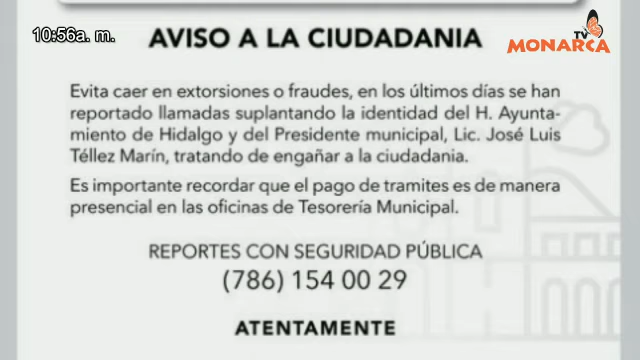 10:56a. m.
TV
MONARCA
AVISO A LA CIUDADANIA
Evita caer en extorsiones o fraudes, en los últimos días se han
reportado llamadas suplantando la identidad del H. Ayunta-
miento de Hidalgo y del Presidente municipal, Lic. José Luis
Téllez Marín, tratando de engañar a la ciudadania.
Es importante recordar que el pago de tramites es de manera
presencial en las oficinas de Tesorería Municipal.
REPORTES CON SEGURIDAD PÚBLICA
(786) 154 00 29
ATENTAMENTE